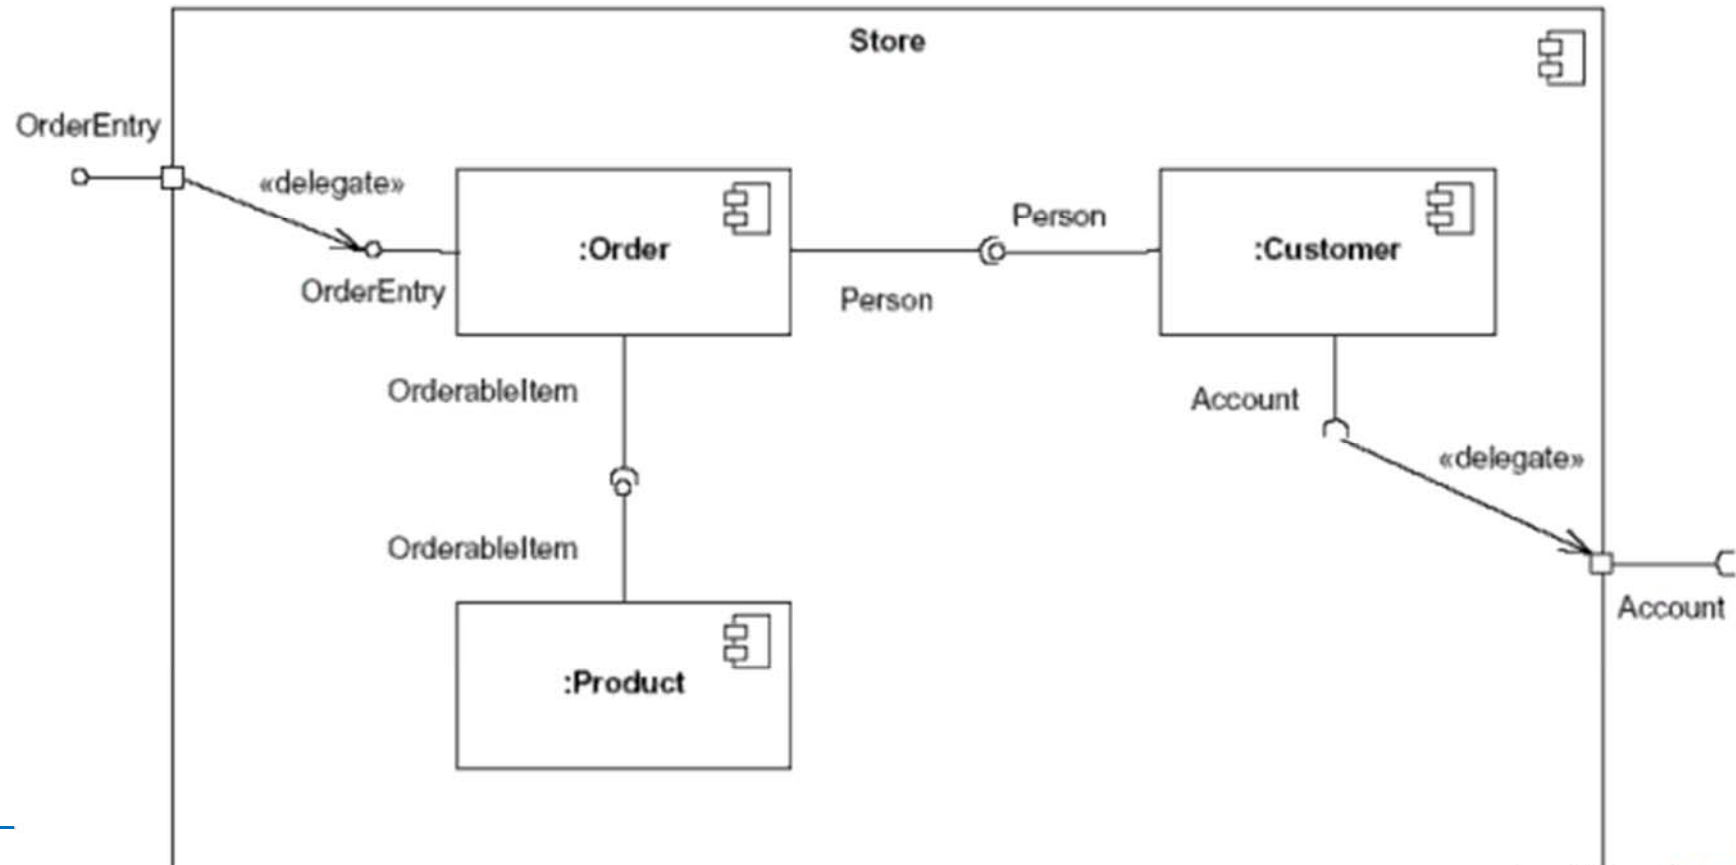 Store
OrderEntry
«delegate»
:Order
OrderEntry
Person
Person
:Customer
OrderableItem
OrderableItem
Account
«delegate»
Account
:Product